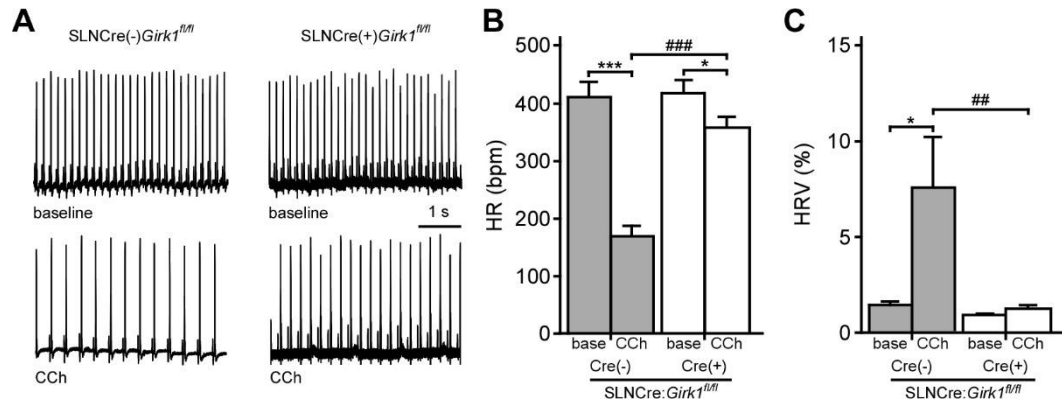 A
SLNCre(-)Girk1fl/fl
SLNCre(+)Girk1fl/fl
baseline
baseline
1 s
CCh
CCh
B
HR (bpm)
500
400
300
200
100
0
***
###
*
base CCh base CCh
Cre(-) Cre(+)
SLNCre:Girk1fl/fl
C
HRV (%)
15
10
5
0
*
##
base CCh base CCh
Cre(-) Cre(+)
SLNCre:Girk1fl/fl